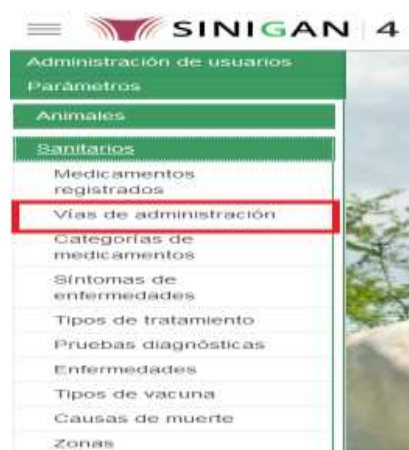 SINIGAN 4
Administración de usuarios
Parámetros
Animales
Sanitarios
Medicamentos
registrados
Vías de administración
Categorías de
medicamentos
Síntomas de
enfermedades
Tipos de tratamiento
Pruebas diagnósticas
Enfermedades
Tipos de vacuna
Causas de muerte
Zonas